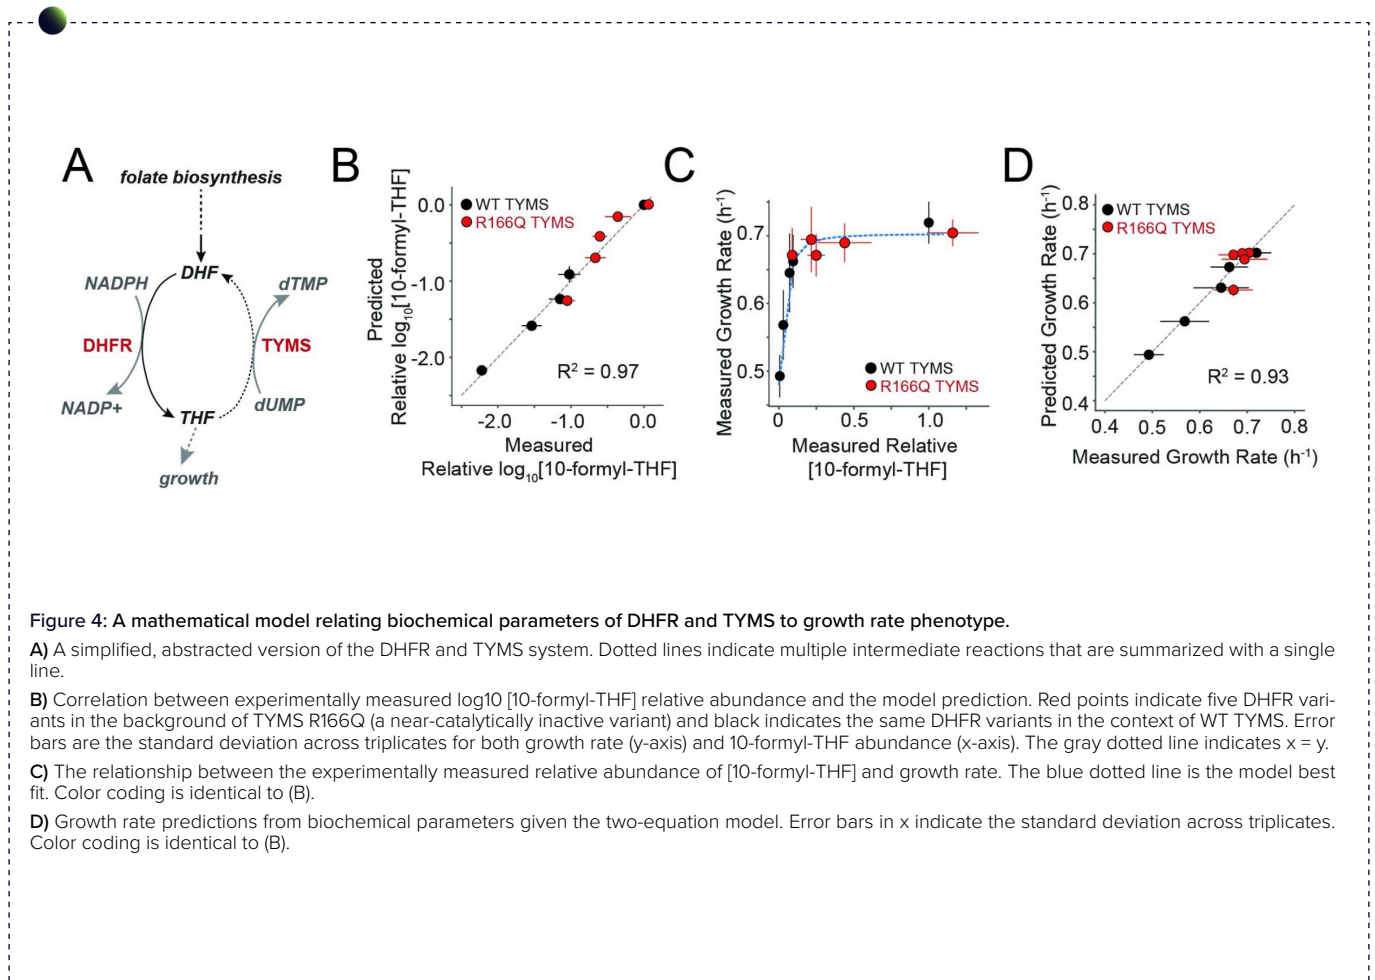 A
folate biosynthesis
DHF
NADPH
dTMP
DHFR
TYMS
NADP+
dUMP
THF
growth
B
Predicted
Relative log10[10-formyl-THF]
0.0
-1.0
-2.0
WT TYMS
R166Q TYMS
R² = 0.97
-2.0 -1.0 0.0
Measured
Relative log10[10-formyl-THF]
C
Measured Growth Rate (h-1)
0.7
0.6
0.5
WT TYMS
R166Q TYMS
0 0.5 1.0
Measured Relative
[10-formyl-THF]
D
Predicted Growth Rate (h-1)
0.8
0.7
0.6
0.5
0.4
WT TYMS
R166Q TYMS
R² = 0.93
0.4 0.5 0.6 0.7 0.8
Measured Growth Rate (h-1)
Figure 4: A mathematical model relating biochemical parameters of DHFR and TYMS to growth rate phenotype.
A) A simplified, abstracted version of the DHFR and TYMS system. Dotted lines indicate multiple intermediate reactions that are summarized with a single
line.
B) Correlation between experimentally measured log10 [10-formyl-THF] relative abundance and the model prediction. Red points indicate five DHFR vari-
ants in the background of TYMS R166Q (a near-catalytically inactive variant) and black indicates the same DHFR variants in the context of WT TYMS. Error
bars are the standard deviation across triplicates for both growth rate (y-axis) and 10-formyl-THF abundance (x-axis). The gray dotted line indicates x = y.
C) The relationship between the experimentally measured relative abundance of [10-formyl-THF] and growth rate. The blue dotted line is the model best
fit. Color coding is identical to (B).
D) Growth rate predictions from biochemical parameters given the two-equation model. Error bars in x indicate the standard deviation across triplicates.
Color coding is identical to (B).